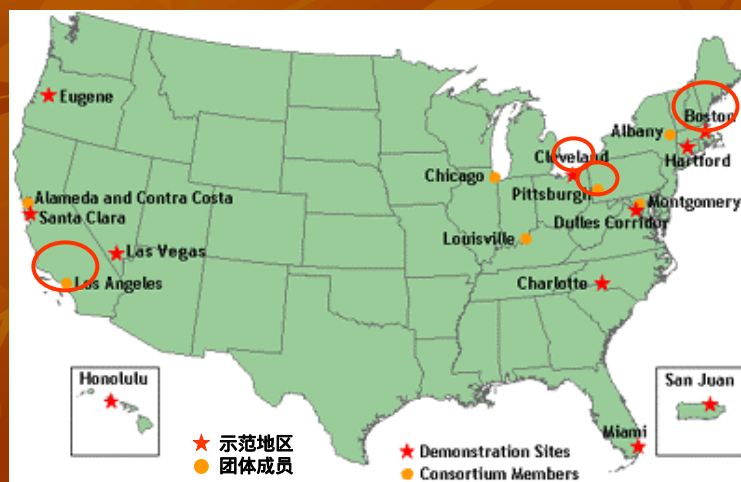 Eugene
Boston
Albany
Hartford
Cleveland
Chicago
Pittsburgh
Alameda and Contra Costa
Montgomery
Santa Clara
Dulles Corridor
Louisville
Las Vegas
Los Angeles
Charlotte
Honolulu
San Juan
Miami
示范地区
Demonstration Sites
团体成员
Consortium Members